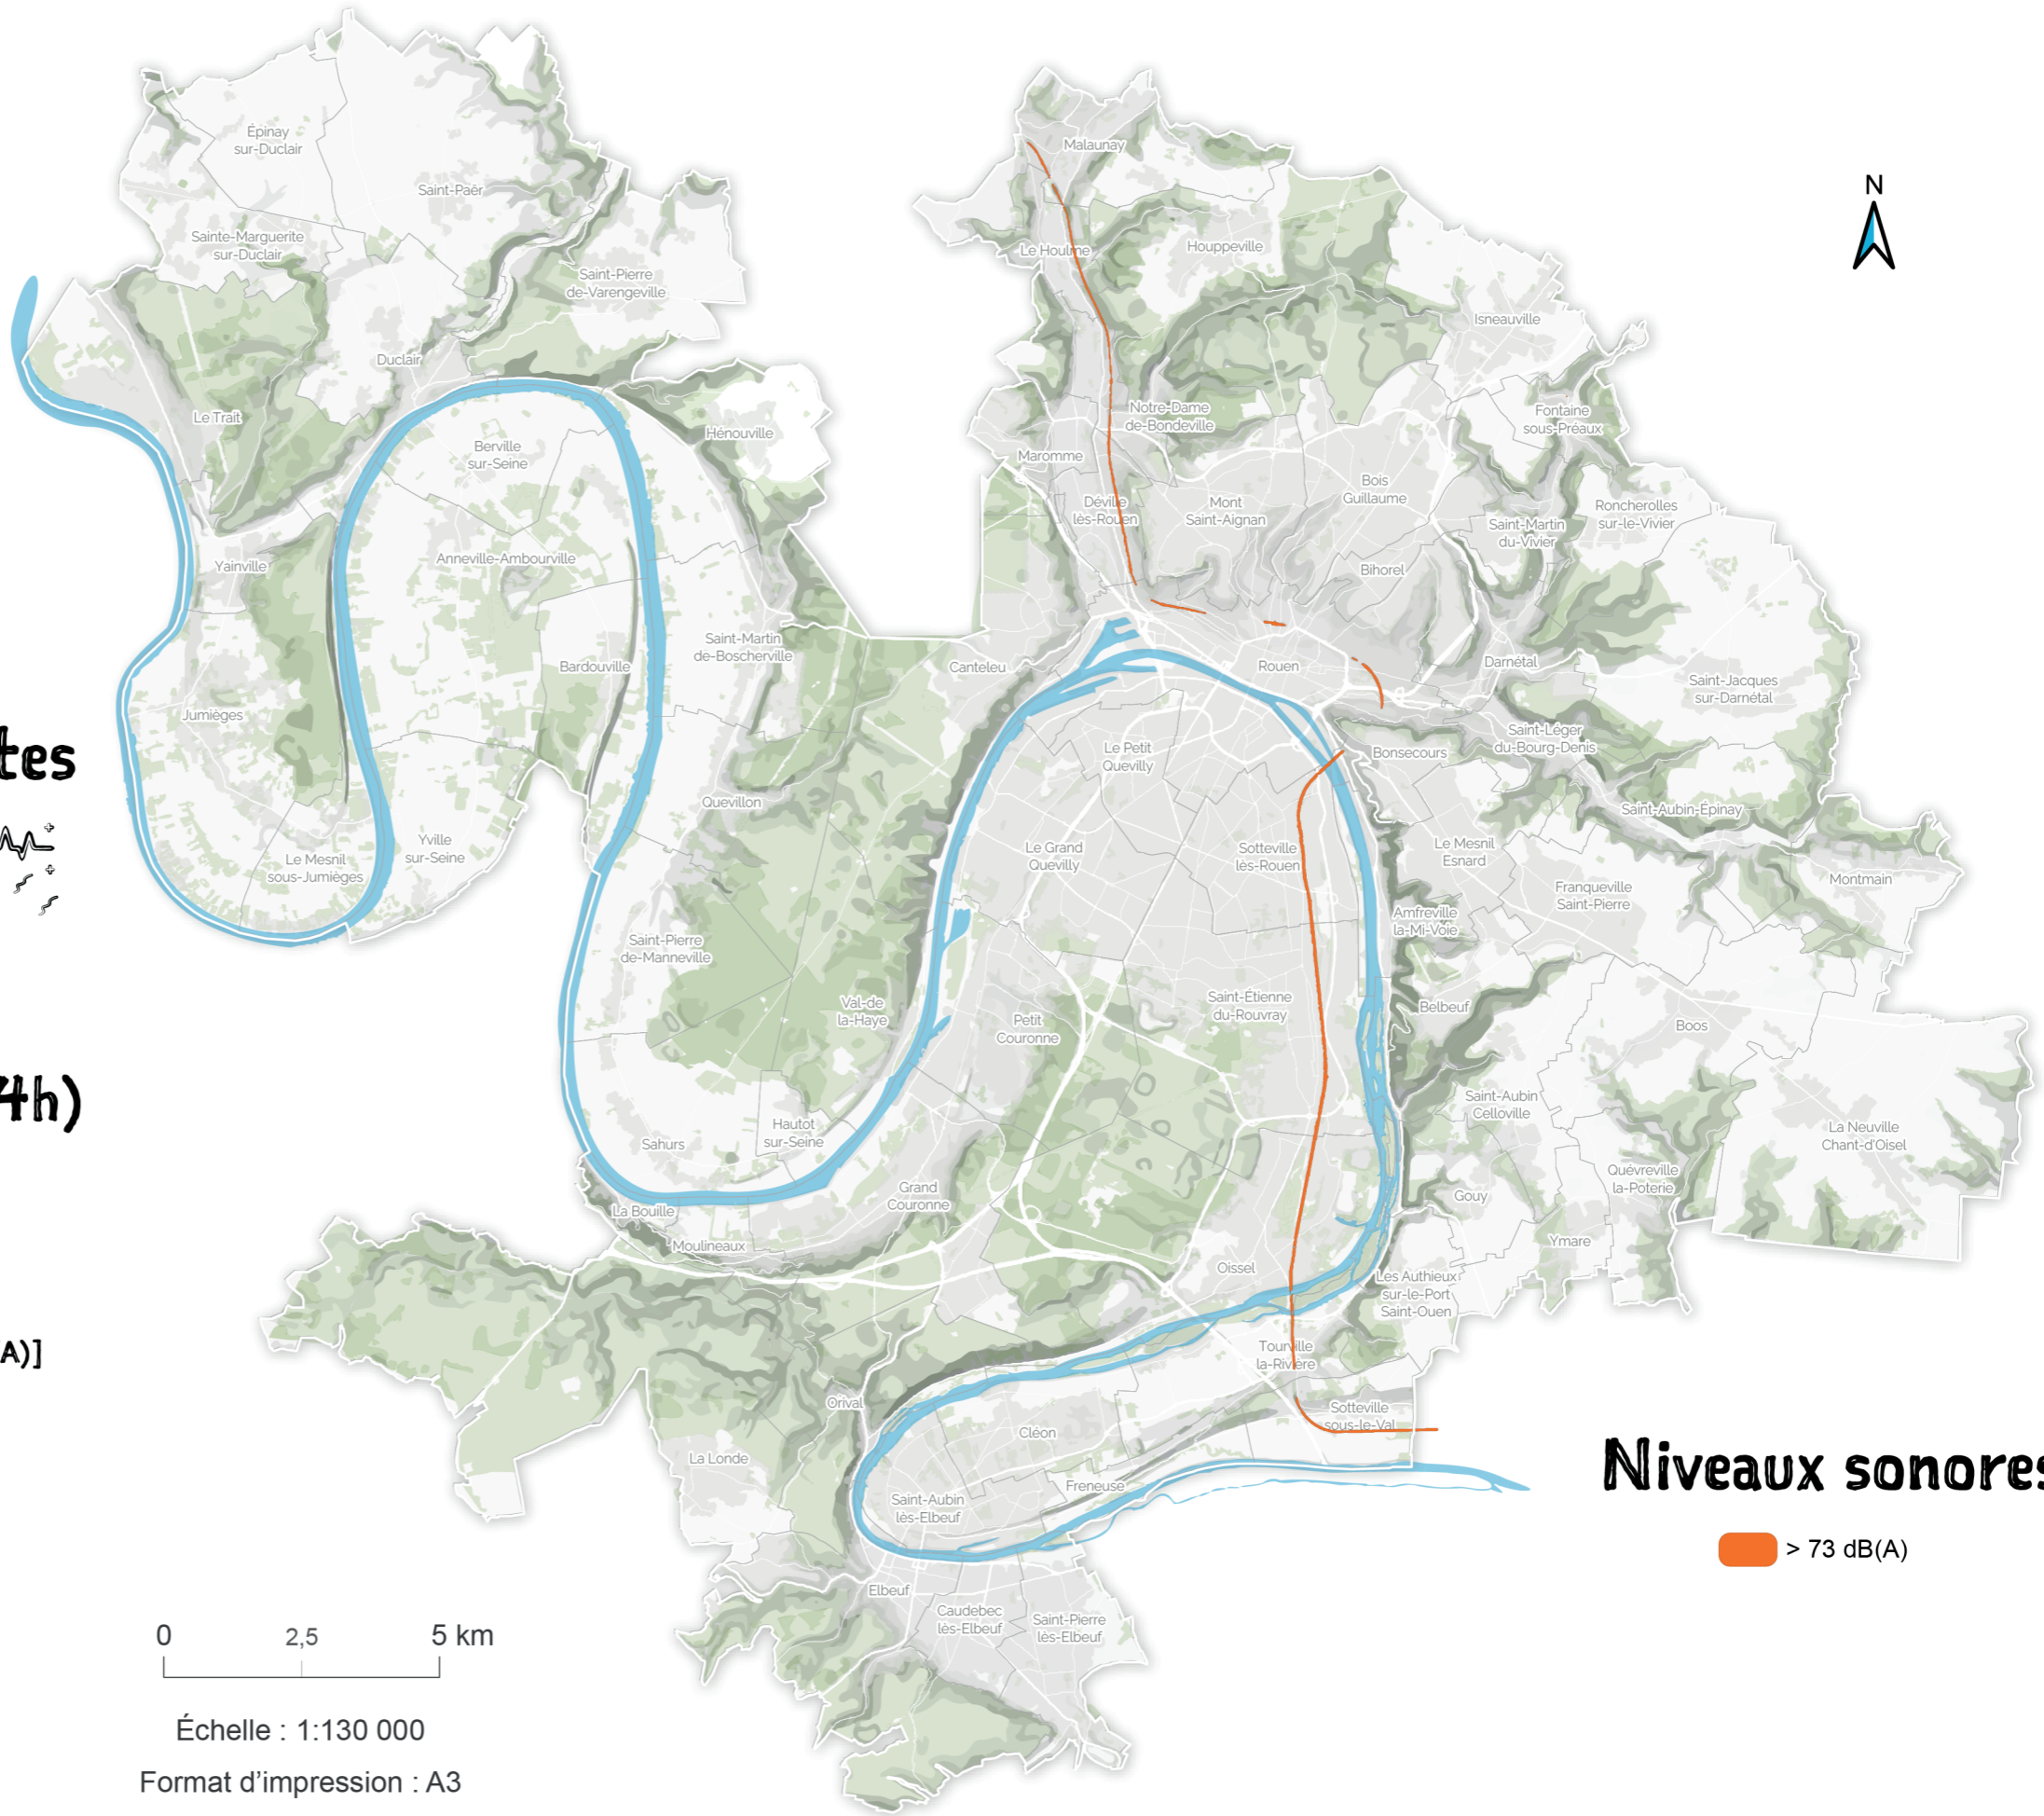 N
Malaunay
Épinay
sur-Duclair
Saint-Paër
Sainte-Marguerite
sur-Duclair
Saint-Pierre
de-Varengeville
Le Houlme
Houppeville
Isneauville
Duclair
Le Trait
Berville
sur-Seine
Hénouville
Notre-Dame
de-Bondeville
Fontaine
sous-Préaux
Maromme
Déville
lès-Rouen
Mont
Saint-Aignan
Bois
Guillaume
Roncherolles
sur-le-Vivier
Saint-Martin
du-Vivier
Yainville
Anneville-Ambourville
Bihorel
Saint-Martin
de-Boscherville
Bardouville
Canteleu
Rouen
Darnétal
Saint-Jacques
sur-Darnétal
Jumièges
Le Petit
Quevilly
Bonsecours
Saint-Léger
du-Bourg-Denis
tes
Quevillon
Saint-Aubin-Épinay
Le Mesnil
sous-Jumièges
Yville
sur-Seine
Le Grand
Quevilly
Sotteville
lès-Rouen
Le Mesnil
Esnard
Franqueville
Saint-Pierre
Montmain
Saint-Pierre
de-Manneville
Amfreville
la-Mi-Voie
Val-de
la-Haye
Petit
Couronne
Saint-Étienne
du-Rouvray
Belbeuf
Boos
4h)
Sahurs
Hautot
sur-Seine
Saint-Aubin
Celloville
La Neuville
Chant-d'Oisel
Grand
Couronne
Gouy
Quévreville
la-Poterie
La Bouille
Moulineaux
Ymare
Oissel
Les Authieux
sur-le-Port
Saint-Ouen
A)]
Tourville
la-Rivière
Orival
Cléon
Sotteville
sous-le-Val
La Londe
Freneuse
Saint-Aubin
lès-Elbeuf
Niveaux sonores
> 73 dB(A)
Elbeuf
Caudebec
lès-Elbeuf
Saint-Pierre
lès-Elbeuf
0 2,5 5 km
Échelle : 1:130 000
Format d’impression : A3